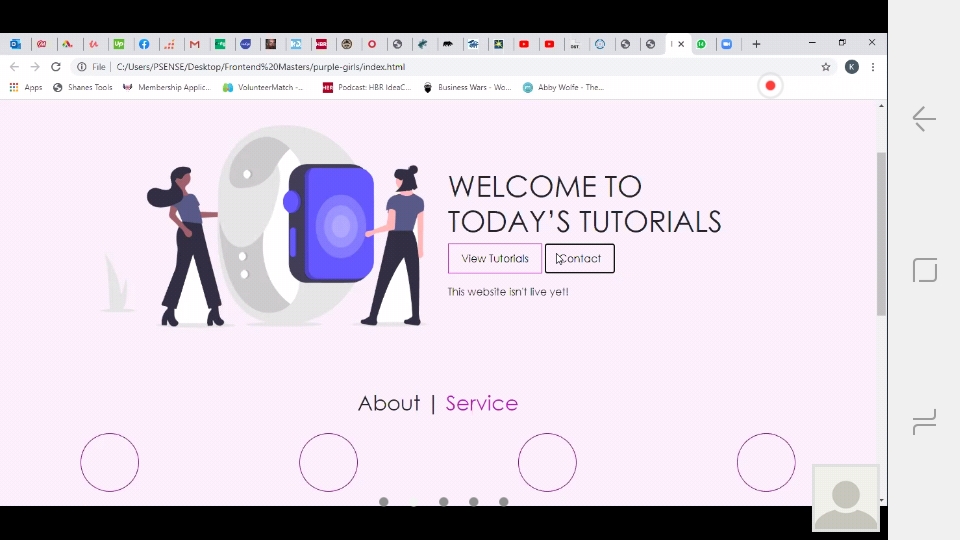 File | C:/Users/PSENSE/Desktop/Frontend%20Masters/purple-girls/index.html
K
Apps
Shanes Tools
Membership Applic...
VolunteerMatch -...
HER Podcast: HBR IdeaC...
Business Wars - Wo...
Abby Wolfe - The...
WELCOME TO
TODAY'S TUTORIALS
View Tutorials
Contact
This website isn't live yet!
About | Service